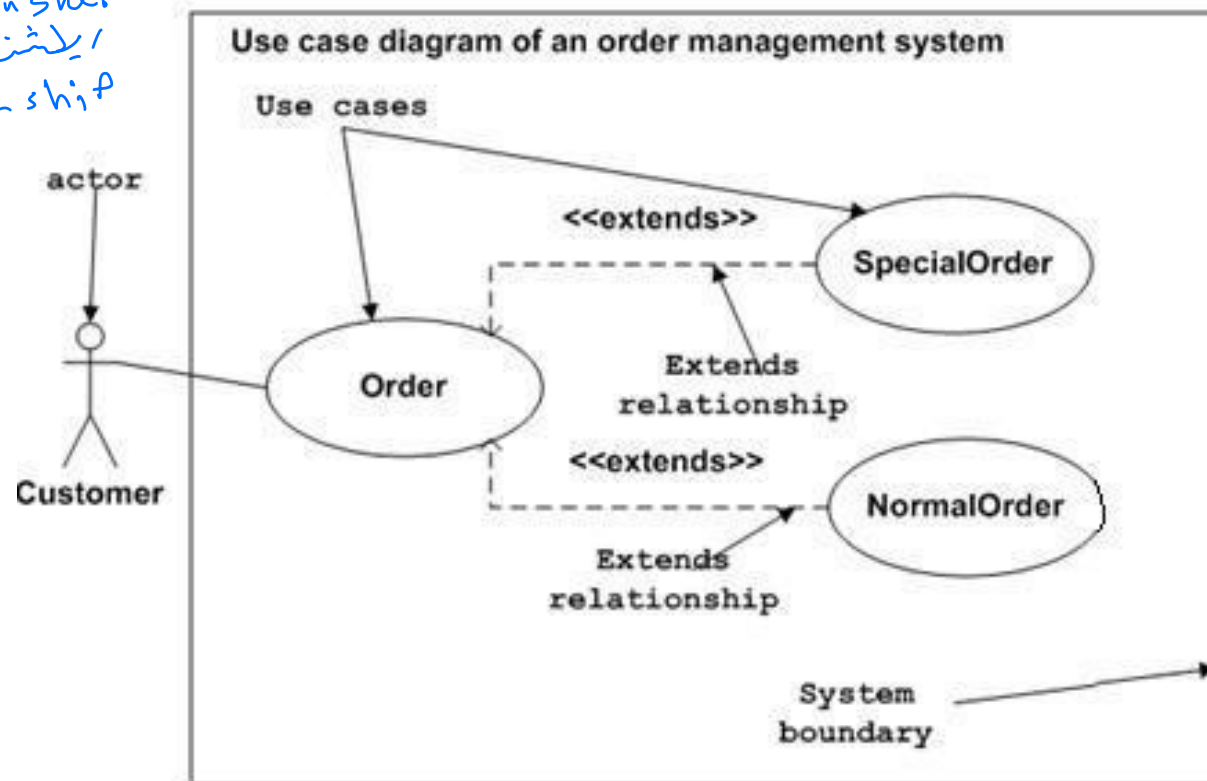 Use case diagram of an order management system
Use cases
actor
<<extends>>
SpecialOrder
Extends
relationship
Order
<<extends>>
Customer
NormalOrder
Extends
relationship
System
boundary